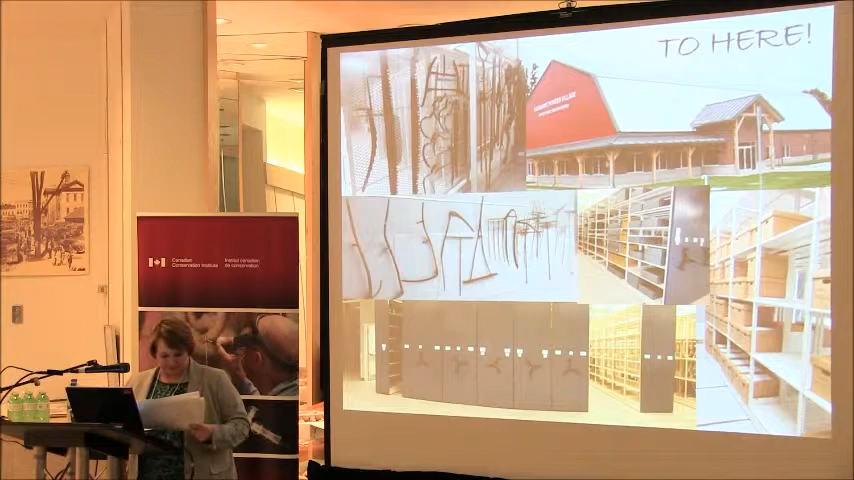 TO HERE!
Canadian
Conservation Institute
Institut canadien
de conservation